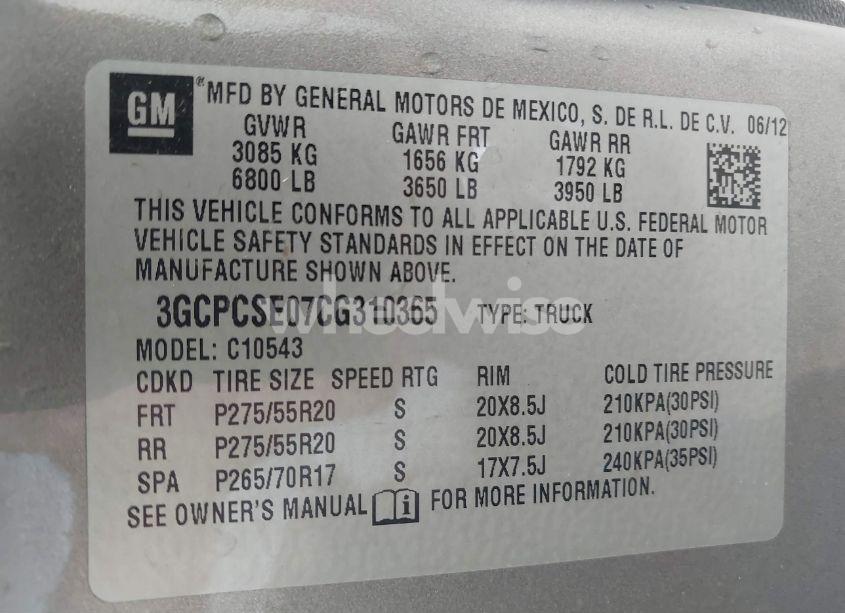 GM ® MFD BY GENERAL MOTORS DE MEXICO, S. DE R.L. DE C.V. 06/12
GVWR GAWR FRT GAWR RR
3085 KG 1656 KG 1792 KG
6800 LB 3650 LB 3950 LB
THIS VEHICLE CONFORMS TO ALL APPLICABLE U.S. FEDERAL MOTOR
VEHICLE SAFETY STANDARDS IN EFFECT ON THE DATE OF
MANUFACTURE SHOWN ABOVE.
3GCPCSE07CG310365 TYPE: TRUCK
wheelwise
MODEL: C10543
CDKD TIRE SIZE SPEED RTG RIM COLD TIRE PRESSURE
FRT P275/55R20 S 20X8.5J 210KPA(30PSI)
RR P275/55R20 S 20X8.5J 210KPA(30PSI)
SPA P265/70R17 S 17X7.5J 240KPA(35PSI)
SEE OWNER'S MANUAL i FOR MORE INFORMATION.